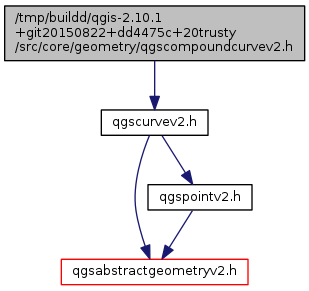 /tmp/buildd/qgis-2.10.1
+git20150822+dd4475c+20trusty
/src/core/geometry/qgscompoundcurvev2.h
qgscurvev2.h
qgspointv2.h
qgsabstractgeometryv2.h